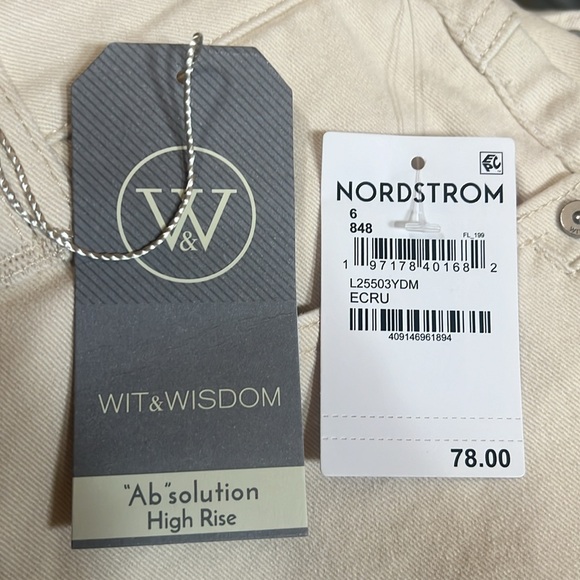 W&W
WIT&WISDOM
"Ab"solution
High Rise
NORDSTROM
6
848
FL_199
1 97178 40168 2
L25503YDM
ECRU
409146961894
78.00